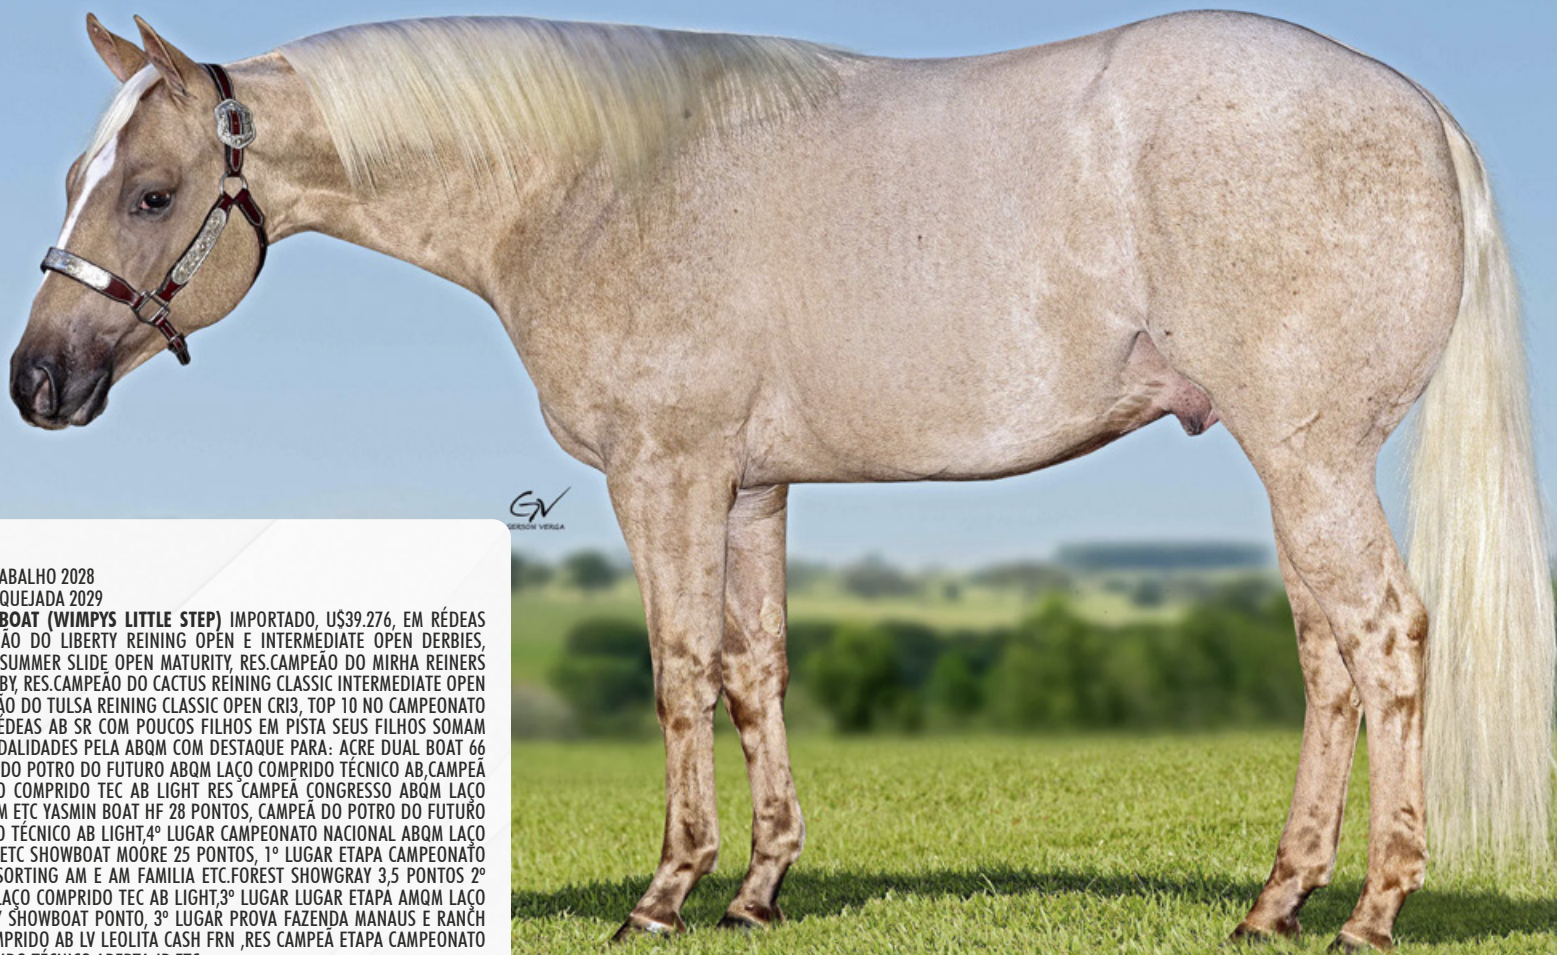 GV
GERSON VERGA
ABALHO 2028
QUEJADA 2029
BOAT (WIMPYS LITTLE STEP) IMPORTADO, U$39.276, EM RÉDEAS
ÃO DO LIBERTY REINING OPEN E INTERMEDIATE OPEN DERBIES,
SUMMER SLIDE OPEN MATURITY, RES.CAMPEÃO DO MIRHA REINERS
BY, RES.CAMPEÃO DO CACTUS REINING CLASSIC INTERMEDIATE OPEN
ÃO DO TULSA REINING CLASSIC OPEN CRI3, TOP 10 NO CAMPEONATO
ÉDEAS AB SR COM POUCOS FILHOS EM PISTA SEUS FILHOS SOMAM
DALIDADES PELA ABQM COM DESTAQUE PARA: ACRE DUAL BOAT 66
DO POTRO DO FUTURO ABQM LAÇO COMPRIDO TÉCNICO AB,CAMPEÃ
O COMPRIDO TEC AB LIGHT RES CAMPEÃ CONGRESSO ABQM LAÇO
M ETC YASMIN BOAT HF 28 PONTOS, CAMPEÃ DO POTRO DO FUTURO
O TÉCNICO AB LIGHT,4º LUGAR CAMPEONATO NACIONAL ABQM LAÇO
ETC SHOWBOAT MOORE 25 PONTOS, 1º LUGAR ETAPA CAMPEONATO
SORTING AM E AM FAMILIA ETC.FOREST SHOWGRAY 3,5 PONTOS 2º
LAÇO COMPRIDO TEC AB LIGHT,3º LUGAR LUGAR ETAPA AMQM LAÇO
SHOWBOAT PONTO, 3º LUGAR PROVA FAZENDA MANAUS E RANCH
MPRIDO AB LV LEOLITA CASH FRN ,RES CAMPEÃ ETAPA CAMPEONATO